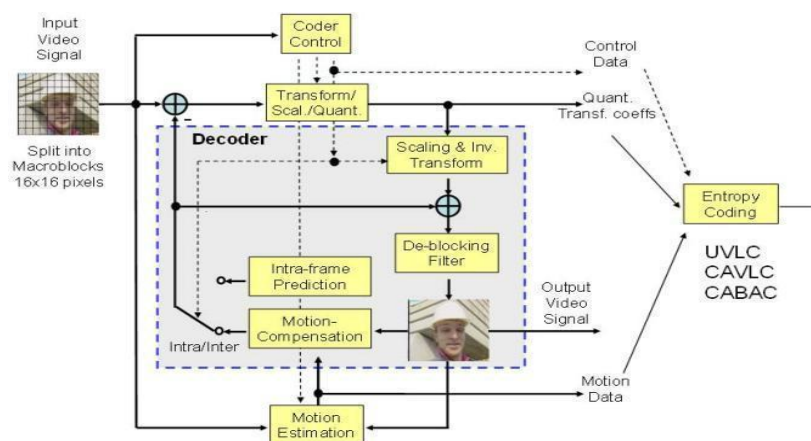 Input
Video
Signal
Split into
Macroblocks
16x16 pixels
Coder
Control
Transform/
Scal./Quant.
-
Decoder
Scaling & Inv.
Transform
De-blocking
Filter
Intra-frame
Prediction
Motion-
Compensation
Intra/Inter
Motion
Estimation
Control
Data
Quant.
Transf. coeffs
Output
Video
Signal
Motion
Data
Entropy
Coding
UVLC
CAVLC
CABAC